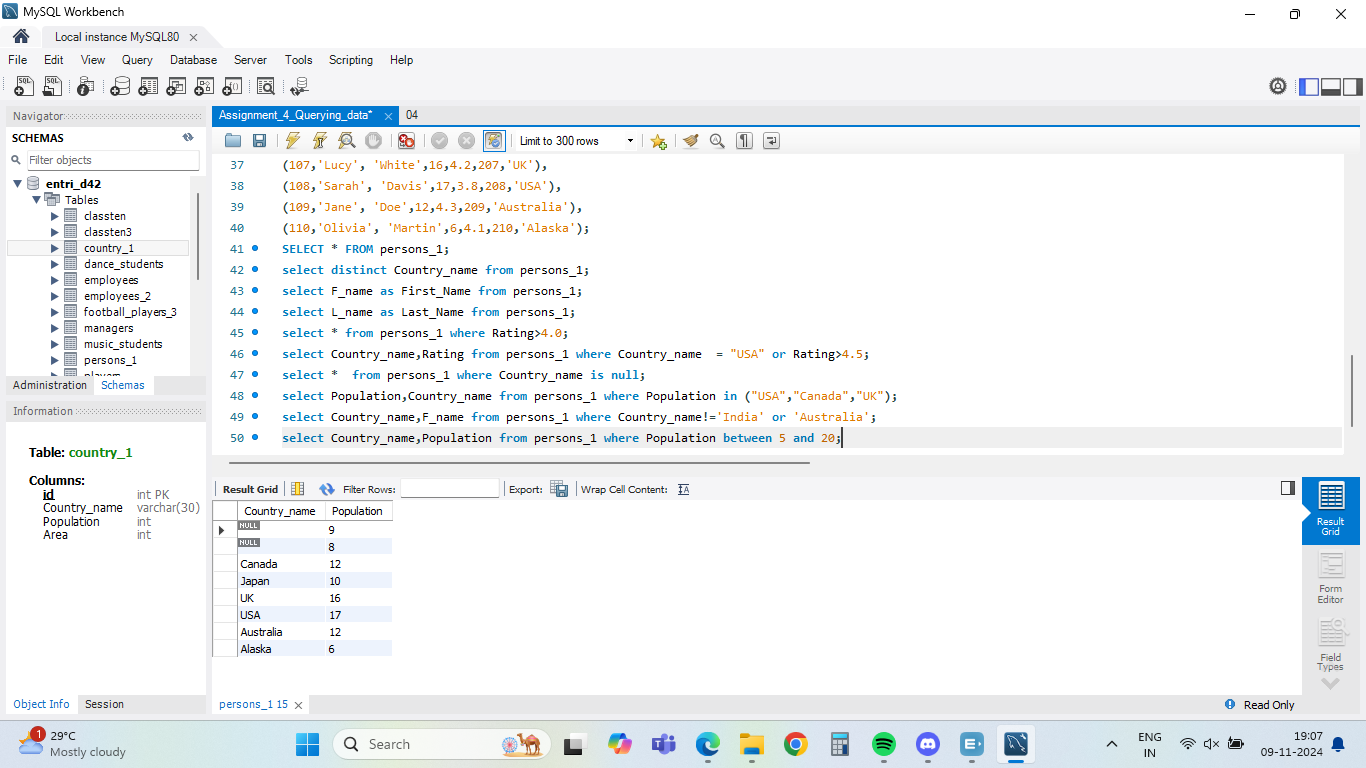 MySQL Workbench
Local instance MySQL80
File Edit View Query Database Server Tools Scripting Help
Navigator
SCHEMAS
Filter objects
entri_d42
Tables
classten
classten3
country_1
dance_students
employees
employees_2
football_players_3
managers
music_students
persons_1
players
Administration Schemas
Information
Table: country_1
Columns:
id int PK
Country_name varchar(30)
Population int
Area int
Object Info Session
Assignment_4_Querying_data* 04
Limit to 300 rows
37 (107,'Lucy', 'White',16,4.2,207,'UK'),
38 (108,'Sarah', 'Davis',17,3.8,208,'USA'),
39 (109,'Jane', 'Doe',12,4.3,209,'Australia'),
40 (110,'Olivia', 'Martin',6,4.1,210,'Alaska');
41 SELECT * FROM persons_1;
42 select distinct Country_name from persons_1;
43 select F_name as First_Name from persons_1;
44 select L_name as Last_Name from persons_1;
45 select * from persons_1 where Rating>4.0;
46 select Country_name,Rating from persons_1 where Country_name  = "USA" or Rating>4.5;
47 select *  from persons_1 where Country_name is null;
48 select Population,Country_name from persons_1 where Population in ("USA","Canada","UK");
49 select Country_name,F_name from persons_1 where Country_name!='India' or 'Australia';
50 select Country_name,Population from persons_1 where Population between 5 and 20;
Result Grid Filter Rows: Export: Wrap Cell Content:
Country_name Population
NULL 9
NULL 8
Canada 12
Japan 10
UK 16
USA 17
Australia 12
Alaska 6
Result
Grid
Form
Editor
Field
Types
persons_1 15
Read Only
1
29°C
Mostly cloudy
Search
ENG
IN
19:07
09-11-2024